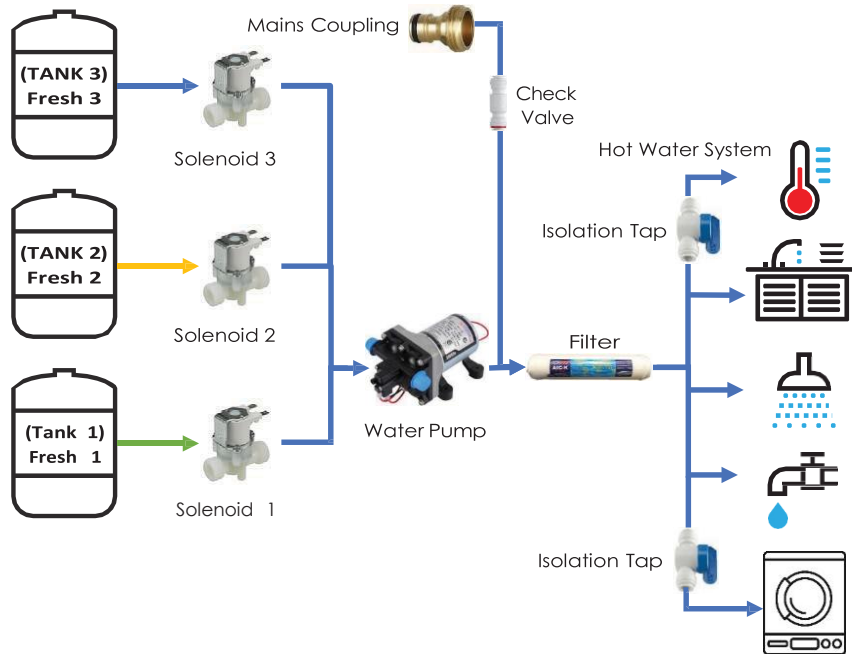 Mains Coupling
(TANK 3)
Fresh 3
Solenoid 3
Check
Valve
Hot Water System
Isolation Tap
(TANK 2)
Fresh 2
Solenoid 2
Filter
Water Pump
(Tank 1)
Fresh 1
Solenoid 1
Isolation Tap